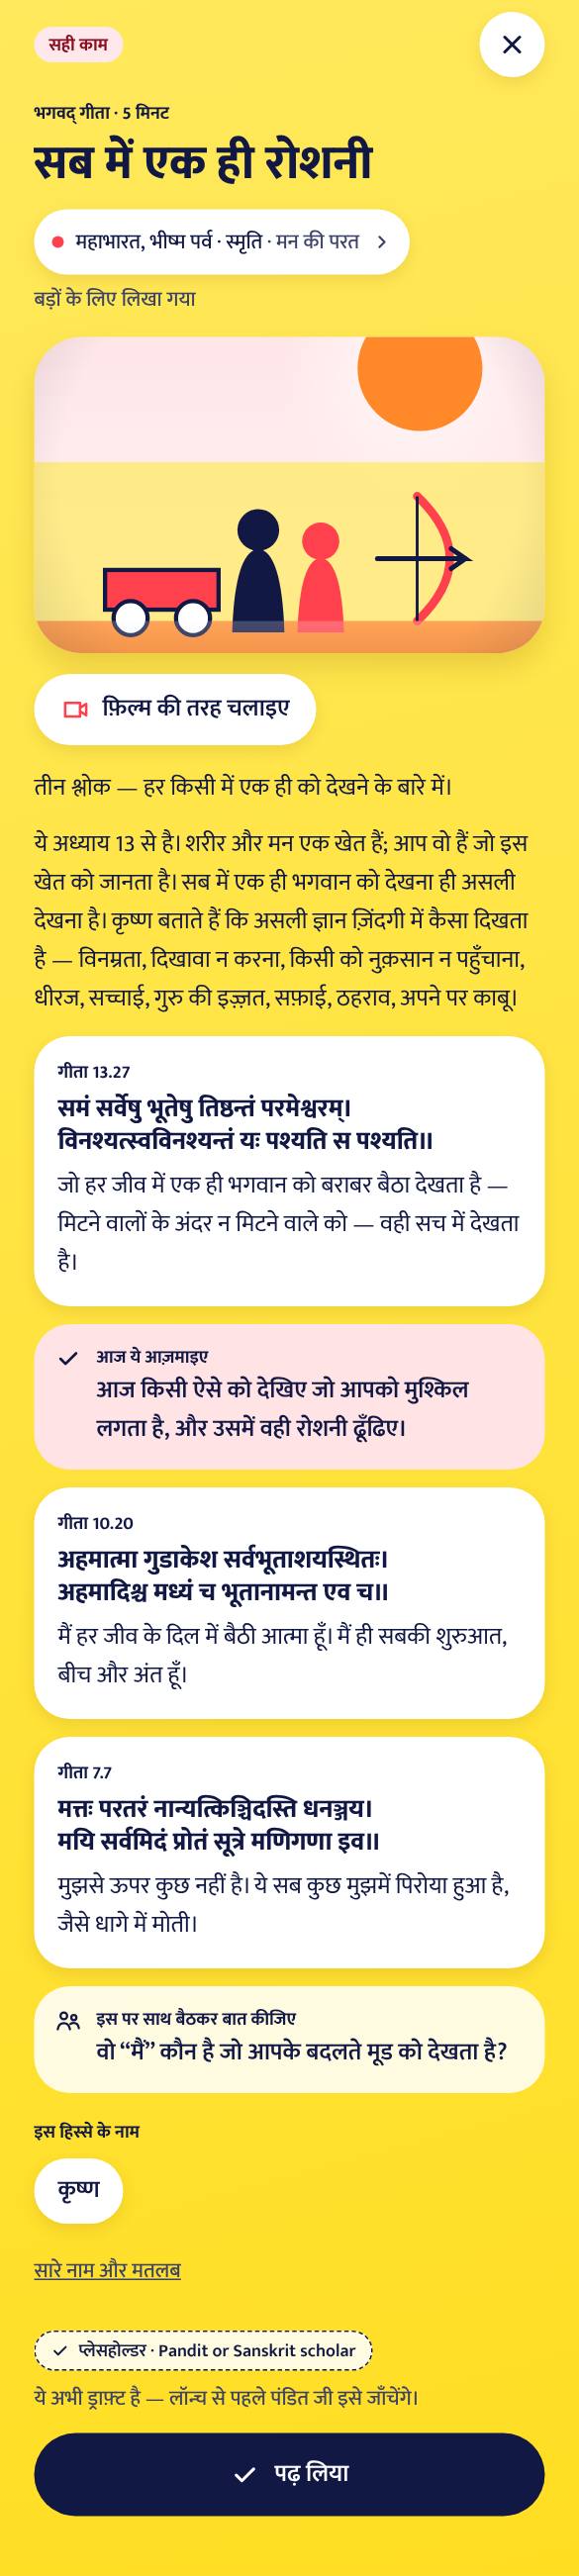 सही काम
भगवद् गीता · 5 मिनट
सब में एक ही रोशनी
महाभारत, भीष्म पर्व · स्मृति · मन की परत
बड़ों के लिए लिखा गया
फ़िल्म की तरह चलाइए
तीन श्लोक — हर किसी में एक ही को देखने के बारे में।
ये अध्याय 13 से है। शरीर और मन एक खेत हैं; आप वो हैं जो इस
खेत को जानता है। सब में एक ही भगवान को देखना ही असली
देखना है। कृष्ण बताते हैं कि असली ज्ञान ज़िंदगी में कैसा दिखता
है — विनम्रता, दिखावा न करना, किसी को नुक़सान न पहुँचाना,
धीरज, सच्चाई, गुरु की इज़्ज़त, सफ़ाई, ठहराव, अपने पर काबू।
गीता 13.27
समं सर्वेषु भूतेषु तिष्ठन्तं परमेश्वरम्।
विनश्यत्स्वविनश्यन्तं यः पश्यति स पश्यति॥
जो हर जीव में एक ही भगवान को बराबर बैठा देखता है —
मिटने वालों के अंदर न मिटने वाले को — वही सच में देखता
है।
आज ये आज़माइए
आज किसी ऐसे को देखिए जो आपको मुश्किल
लगता है, और उसमें वही रोशनी ढूँढिए।
गीता 10.20
अहमात्मा गुडाकेश सर्वभूताशयस्थितः।
अहमादिश्च मध्यं च भूतानामन्त एव च॥
मैं हर जीव के दिल में बैठी आत्मा हूँ। मैं ही सबकी शुरुआत,
बीच और अंत हूँ।
गीता 7.7
मत्तः परतरं नान्यत्किञ्चिदस्ति धनञ्जय।
मयि सर्वमिदं प्रोतं सूत्रे मणिगणा इव॥
मुझसे ऊपर कुछ नहीं है। ये सब कुछ मुझमें पिरोया हुआ है,
जैसे धागे में मोती।
इस पर साथ बैठकर बात कीजिए
वो “मैं” कौन है जो आपके बदलते मूड को देखता है?
इस हिस्से के नाम
कृष्ण
सारे नाम और मतलब
प्लेसहोल्डर · Pandit or Sanskrit scholar
ये अभी ड्राफ़्ट है — लॉन्च से पहले पंडित जी इसे जाँचेंगे।
पढ़ लिया